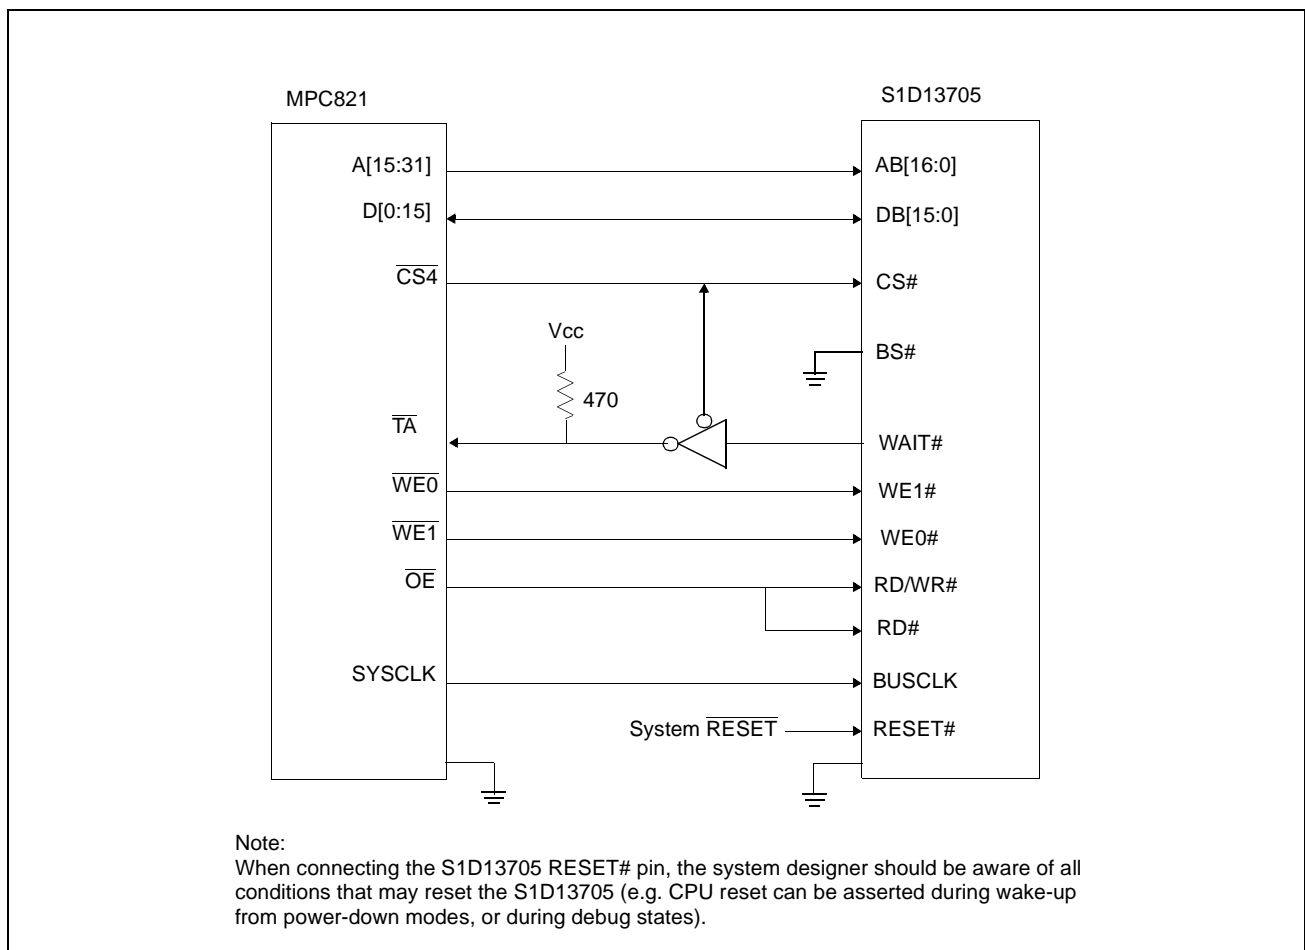 MPC821
S1D13705
A[15:31]
AB[16:0]
D[0:15]
DB[15:0]
CS4
CS#
Vcc
BS#
470
TA
WAIT#
WE0
WE1#
WE1
WE0#
OE
RD/WR#
RD#
SYSCLK
BUSCLK
System RESET
RESET#
Note:
When connecting the S1D13705 RESET# pin, the system designer should be aware of all
conditions that may reset the S1D13705 (e.g. CPU reset can be asserted during wake-up
from power-down modes, or during debug states).